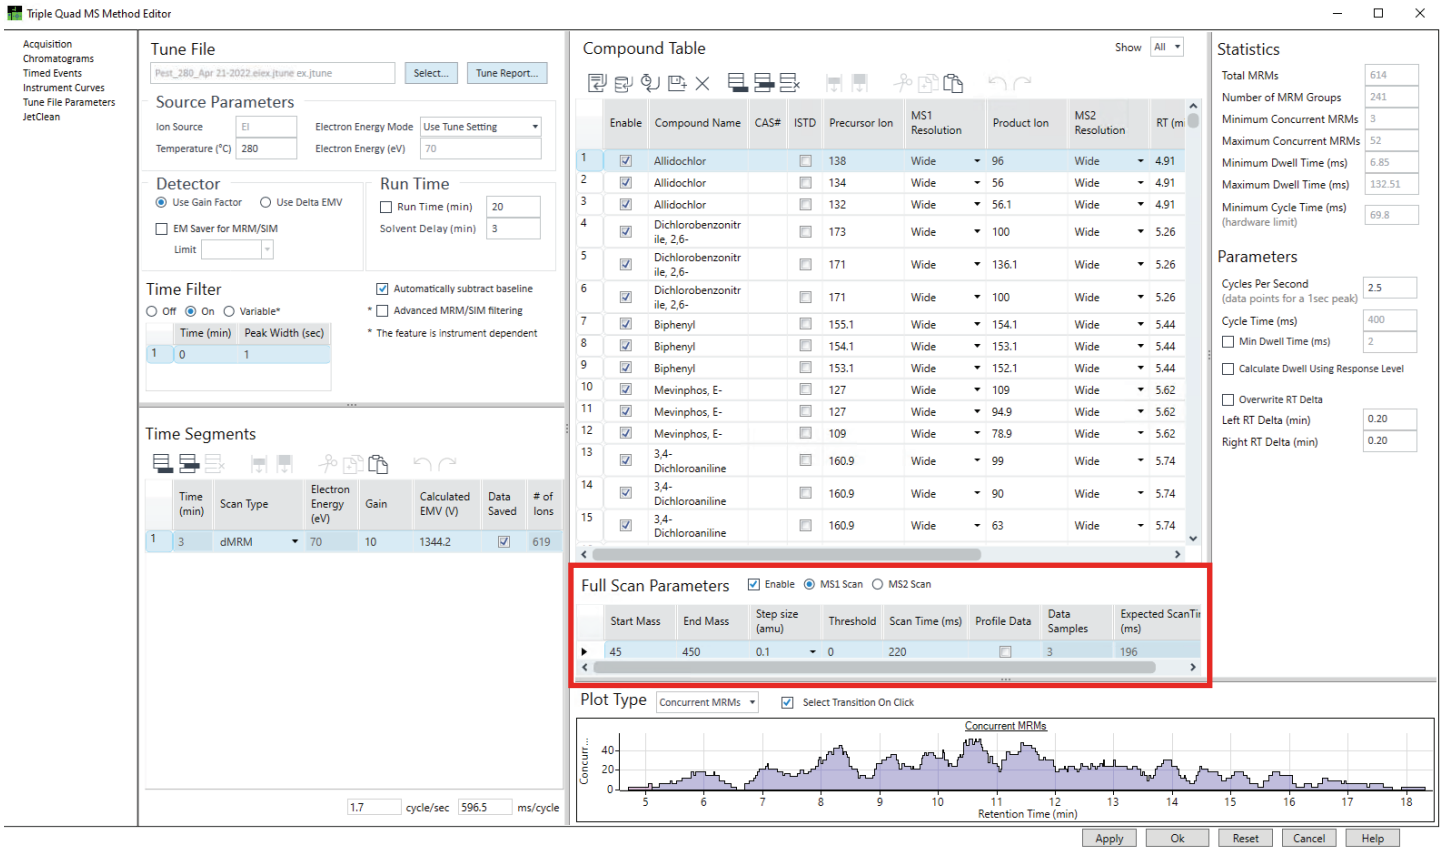 Triple Quad MS Method Editor
Acquisition
Chromatograms
Timed Events
Instrument Curves
Tune File Parameters
JetClean
Tune File
Pest_280_Apr 21-2022.eiex.jtune ex.jtune
Select...
Tune Report...
Source Parameters
Ion Source EI Electron Energy Mode Use Tune Setting
Temperature (°C) 280 Electron Energy (eV) 70
Detector
Use Gain Factor Use Delta EMV
EM Saver for MRM/SIM
Limit
Run Time
Run Time (min) 20
Solvent Delay (min) 3
Time Filter
Off On Variable*
Time (min) Peak Width (sec)
1 0 1
Automatically subtract baseline
* Advanced MRM/SIM filtering
* The feature is instrument dependent
Time Segments
Time (min) Scan Type Electron Energy (eV) Gain Calculated EMV (V) Data Saved # of Ions
1 3 dMRM 70 10 1344.2 619
1.7 cycle/sec 596.5 ms/cycle
Compound Table
Show All
Enable Compound Name CAS# ISTD Precursor Ion MS1 Resolution Product Ion MS2 Resolution RT (m
1 Allidochlor 138 Wide 96 Wide 4.91
2 Allidochlor 134 Wide 56 Wide 4.91
3 Allidochlor 132 Wide 56.1 Wide 4.91
4 Dichlorobenzonitr ile, 2,6- 173 Wide 100 Wide 5.26
5 Dichlorobenzonitr ile, 2,6- 171 Wide 136.1 Wide 5.26
6 Dichlorobenzonitr ile, 2,6- 171 Wide 100 Wide 5.26
7 Biphenyl 155.1 Wide 154.1 Wide 5.44
8 Biphenyl 154.1 Wide 153.1 Wide 5.44
9 Biphenyl 153.1 Wide 152.1 Wide 5.44
10 Mevinphos, E- 127 Wide 109 Wide 5.62
11 Mevinphos, E- 127 Wide 94.9 Wide 5.62
12 Mevinphos, E- 109 Wide 78.9 Wide 5.62
13 3,4- Dichloroaniline 160.9 Wide 99 Wide 5.74
14 3,4- Dichloroaniline 160.9 Wide 90 Wide 5.74
15 3,4- Dichloroaniline 160.9 Wide 63 Wide 5.74
Full Scan Parameters Enable MS1 Scan MS2 Scan
Start Mass End Mass Step size (amu) Threshold Scan Time (ms) Profile Data Data Samples Expected ScanTi (ms)
45 450 0.1 0 220 3 196
Plot Type Concurrent MRMs Select Transition On Click
Concurrent MRMs
Concurr...
40
20
0
5 6 7 8 9 10 11 12 13 14 15 16 17 18
Retention Time (min)
Statistics
Total MRMs 614
Number of MRM Groups 241
Minimum Concurrent MRMs 3
Maximum Concurrent MRMs 52
Minimum Dwell Time (ms) 6.85
Maximum Dwell Time (ms) 132.51
Minimum Cycle Time (ms) 69.8
(hardware limit)
Parameters
Cycles Per Second 2.5
(data points for a 1sec peak)
Cycle Time (ms) 400
Min Dwell Time (ms) 2
Calculate Dwell Using Response Level
Overwrite RT Delta
Left RT Delta (min) 0.20
Right RT Delta (min) 0.20
Apply Ok Reset Cancel Help